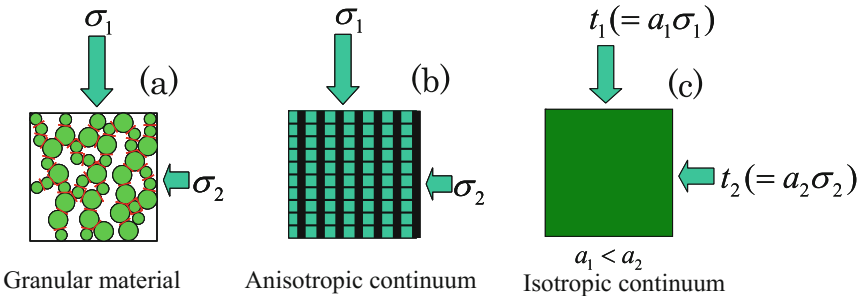 σ₁
(a)
σ₂
Granular material
σ₁
(b)
σ₂
Anisotropic continuum
t₁(= a₁σ₁)
(c)
t₂(= a₂σ₂)
a₁ < a₂
Isotropic continuum